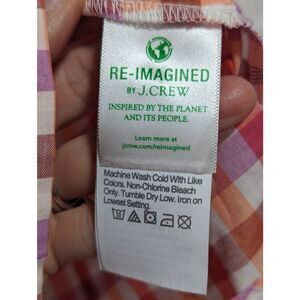 RE-IMAGINED
BY J.CREW
INSPIRED BY THE PLANET
AND ITS PEOPLE.
Learn more at
jcrew.com/reimagined
Machine Wash Cold With Like
Colors. Non-Chlorine Bleach
Only. Tumble Dry Low. Iron on
Lowest Setting.